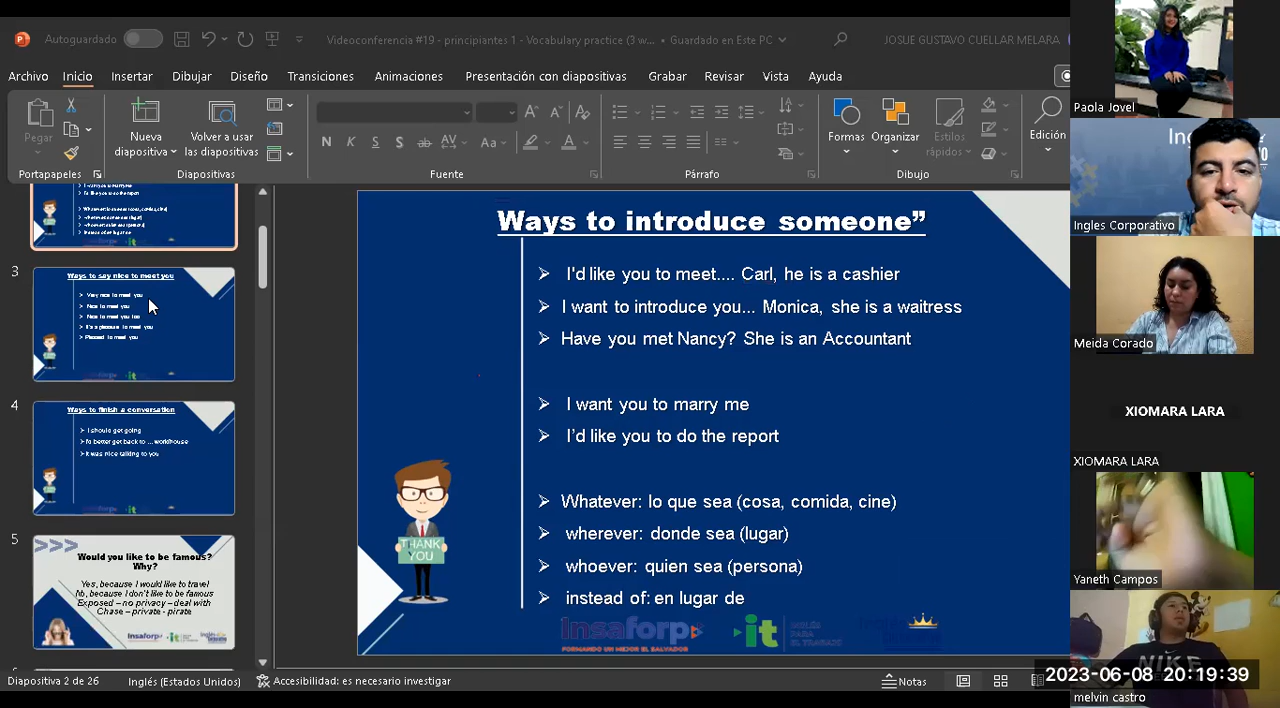 Autoguardado
Videoconferencia #19 - principiantes 1 - Vocabulary practice (3 w... • Guardado en Este PC
JOSUE GUSTAVO CUELLAR MELARA
Archivo Inicio Insertar Dibujar Diseño Transiciones Animaciones Presentación con diapositivas Grabar Revisar Vista Ayuda
Pegar
Nueva diapositiva
Volver a usar las diapositivas
N K S S ab AV Aa A
Formas
Organizar
Estilos rápidos
Edición
Portapapeles Diapositivas Fuente Párrafo Dibujo
3
Ways to say nice to meet you
Very nice to meet you
Nice to meet you
Nice to meet you too
It's a pleasure to meet you
Pleased to meet you
4
Ways to finish a conversation
I should get going
I'd better get back to ... work/house
It was nice talking to you
5
Would you like to be famous?
Why?
Yes, because I would like to travel
No, because I don't like to be famous
Exposed – no privacy – deal with
Chase – private - pirate
Ways to introduce someone”
I'd like you to meet.... Carl, he is a cashier
I want to introduce you... Monica, she is a waitress
Have you met Nancy? She is an Accountant
I want you to marry me
I’d like you to do the report
Whatever: lo que sea (cosa, comida, cine)
wherever: donde sea (lugar)
whoever: quien sea (persona)
instead of: en lugar de
THANK
YOU
Insaforp
FORMANDO UN MEJOR EL SALVADOR
it
INGLÉS
PARA
EL TRABAJO
Diapositiva 2 de 26
Inglés (Estados Unidos)
Accesibilidad: es necesario investigar
Notas
Paola Jovel
Ingles Corporativo
Meida Corado
XIOMARA LARA
XIOMARA LARA
Yaneth Campos
NIKE
2023-06-08 20:19:39
melvin castro